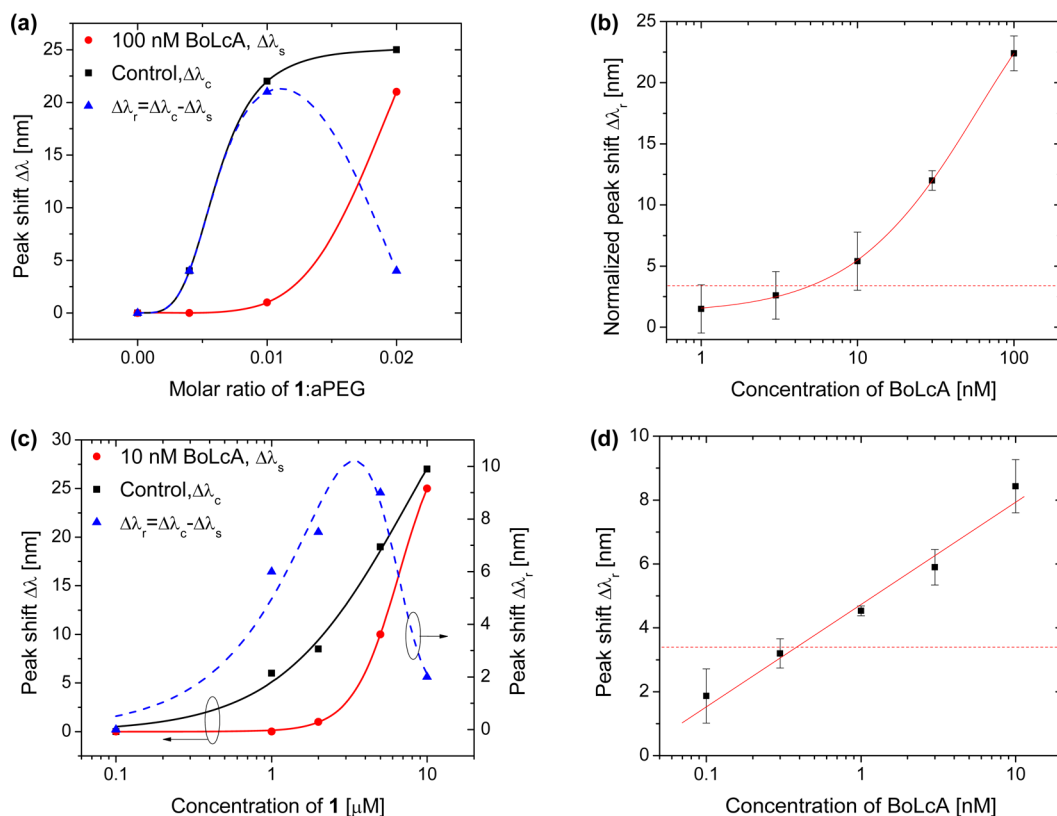 (a)
100 nM BoLcA, Δλs
Control,Δλc
Δλr=Δλc-Δλs
Peak shift Δλ [nm]
30
25
20
15
10
5
0
0.00
0.01
0.02
Molar ratio of 1:aPEG
(b)
Normalized peak shift Δλr [nm]
25
20
15
10
5
0
1
10
100
Concentration of BoLcA [nM]
(c)
10 nM BoLcA, Δλs
Control,Δλc
Δλr=Δλc-Δλs
Peak shift Δλ [nm]
30
25
20
15
10
5
0
Peak shift Δλr [nm]
10
8
6
4
2
0
0.1
1
10
Concentration of 1 [μM]
(d)
Peak shift Δλr [nm]
10
8
6
4
2
0
0.1
1
10
Concentration of BoLcA [nM]